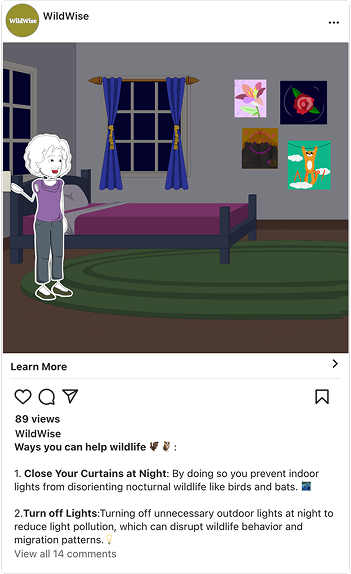 WildWise
WildWise
Learn More
89 views
WildWise
Ways you can help wildlife 🦅 🦉 :
1. Close Your Curtains at Night: By doing so you prevent indoor
lights from disorienting nocturnal wildlife like birds and bats. 🌃
2.Turn off Lights:Turning off unnecessary outdoor lights at night to
reduce light pollution, which can disrupt wildlife behavior and
migration patterns.💡
View all 14 comments